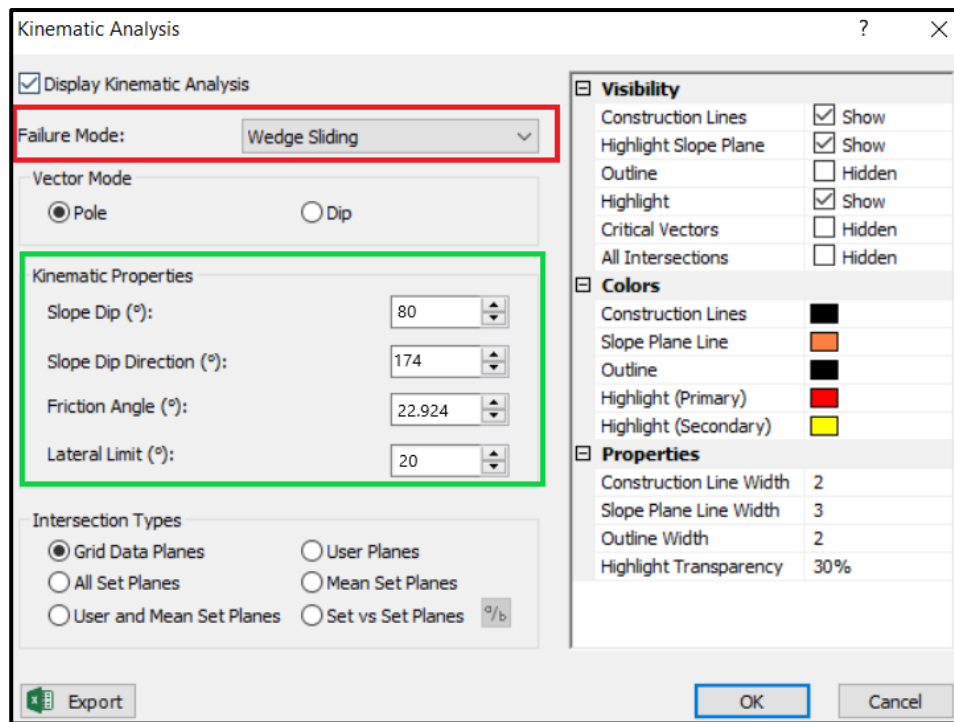 Kinematic Analysis ? ×
Display Kinematic Analysis
Failure Mode: Wedge Sliding
Vector Mode
Pole Dip
Kinematic Properties
Slope Dip (°): 80
Slope Dip Direction (°): 174
Friction Angle (°): 22.924
Lateral Limit (°): 20
Intersection Types
Grid Data Planes User Planes
All Set Planes Mean Set Planes
User and Mean Set Planes Set vs Set Planes a/b
Visibility
Construction Lines Show
Highlight Slope Plane Show
Outline Hidden
Highlight Show
Critical Vectors Hidden
All Intersections Hidden
Colors
Construction Lines
Slope Plane Line
Outline
Highlight (Primary)
Highlight (Secondary)
Properties
Construction Line Width 2
Slope Plane Line Width 3
Outline Width 2
Highlight Transparency 30%
Export OK Cancel